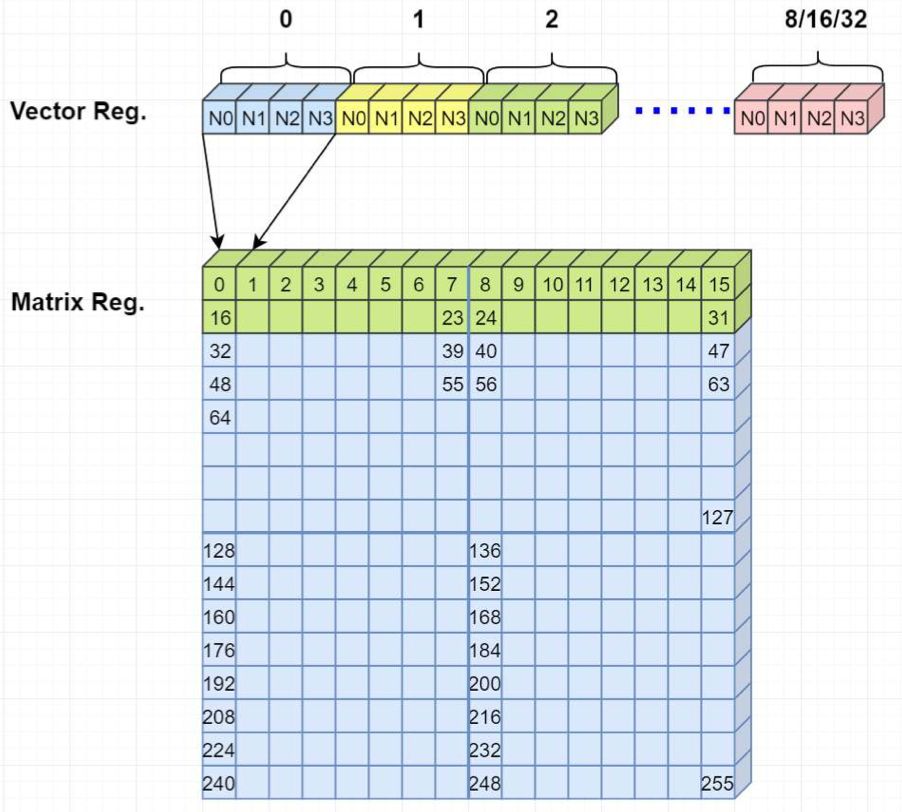 0 1 2 8/16/32
Vector Reg. N0 N1 N2 N3 N0 N1 N2 N3 N0 N1 N2 N3 N0 N1 N2 N3
0 1 2 3 4 5 6 7 8 9 10 11 12 13 14 15
Matrix Reg.
16 23 24 31
32 39 40 47
48 55 56 63
64
127
128 136
144 152
160 168
176 184
192 200
208 216
224 232
240 248 255